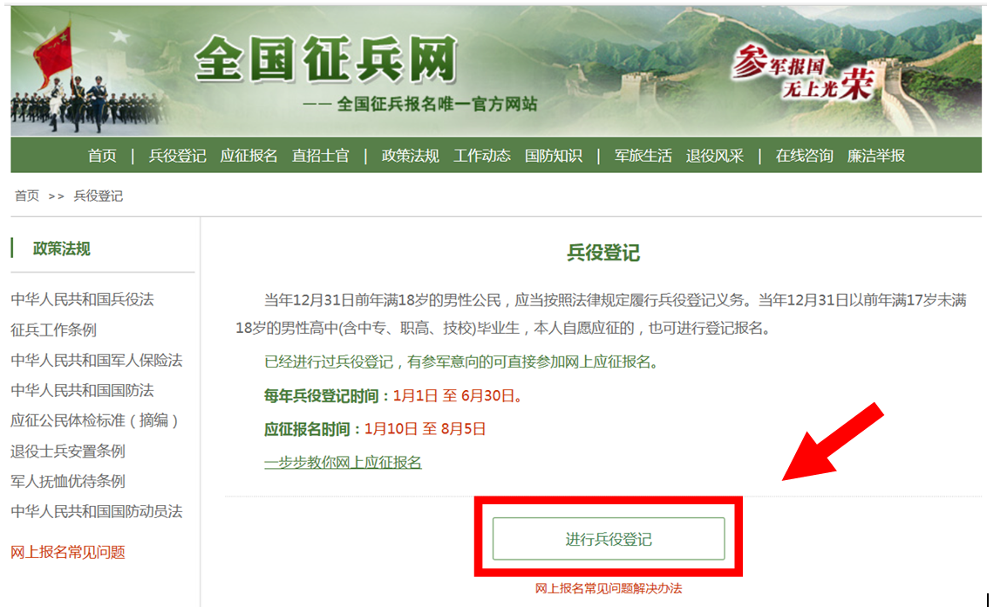 全国征兵网
—— 全国征兵报名唯一官方网站
参军报国
无上光荣
首页 | 兵役登记 应征报名 直招士官 | 政策法规 工作动态 国防知识 | 军旅生活 退役风采 | 在线咨询 廉洁举报
首页 >> 兵役登记
政策法规
中华人民共和国兵役法
征兵工作条例
中华人民共和国军人保险法
中华人民共和国国防法
应征公民体检标准（摘编）
退役士兵安置条例
军人抚恤优待条例
中华人民共和国国防动员法
网上报名常见问题
兵役登记
当年12月31日前年满18岁的男性公民，应当按照法律规定履行兵役登记义务。当年12月31日以前年满17岁未满
18岁的男性高中(含中专、职高、技校)毕业生，本人自愿应征的，也可进行登记报名。
已经进行过兵役登记，有参军意向的可直接参加网上应征报名。
每年兵役登记时间：1月1日 至 6月30日。
应征报名时间：1月10日 至 8月5日
一步步教你网上应征报名
进行兵役登记
网上报名常见问题解决办法